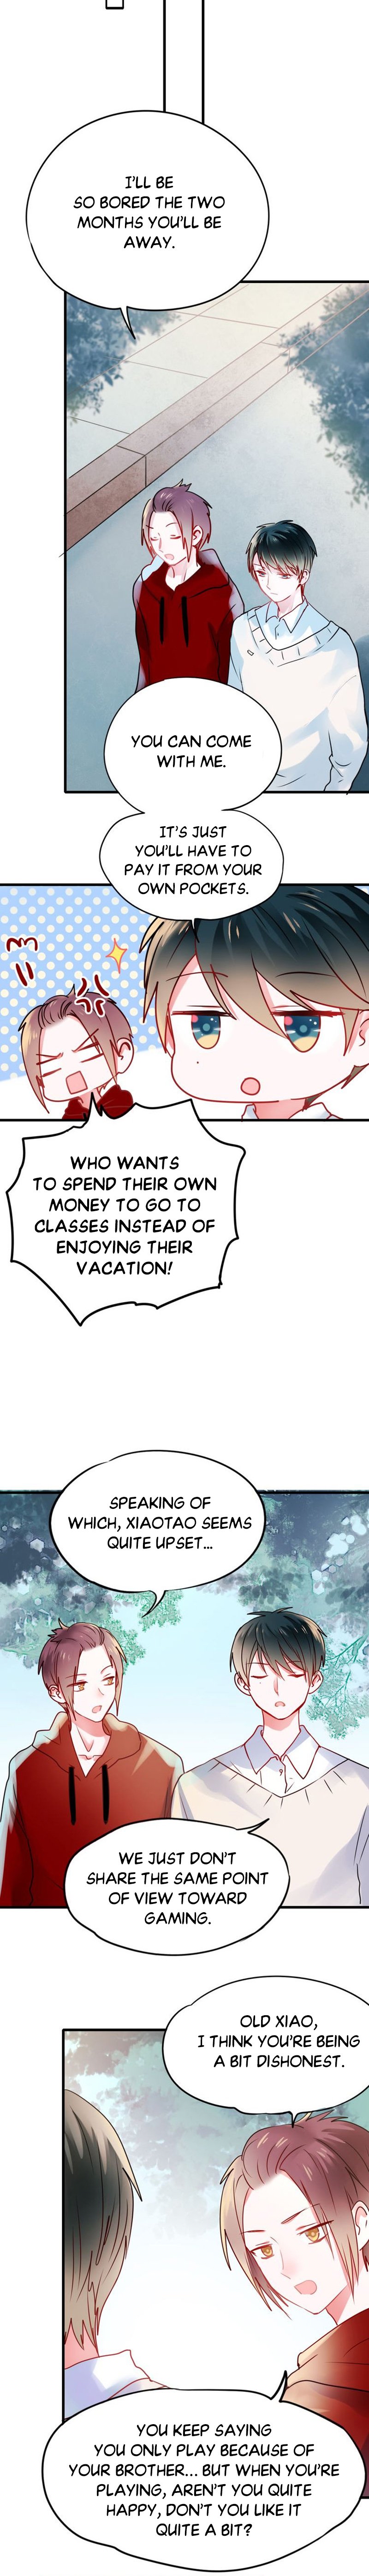 I'LL BE
SO BORED THE TWO
MONTHS YOU'LL BE
AWAY.
YOU CAN COME
WITH ME.
IT'S JUST
YOU'LL HAVE TO
PAY IT FROM YOUR
OWN POCKETS.
WHO WANTS
TO SPEND THEIR OWN
MONEY TO GO TO
CLASSES INSTEAD OF
ENJOYING THEIR
VACATION!
SPEAKING OF
WHICH, XIAOTAO SEEMS
QUITE UPSET...
WE JUST DON'T
SHARE THE SAME POINT
OF VIEW TOWARD
GAMING.
OLD XIAO,
I THINK YOU'RE BEING
A BIT DISHONEST.
YOU KEEP SAYING
YOU ONLY PLAY BECAUSE OF
YOUR BROTHER... BUT WHEN YOU'RE
PLAYING, AREN'T YOU QUITE
HAPPY, DON'T YOU LIKE IT
QUITE A BIT?